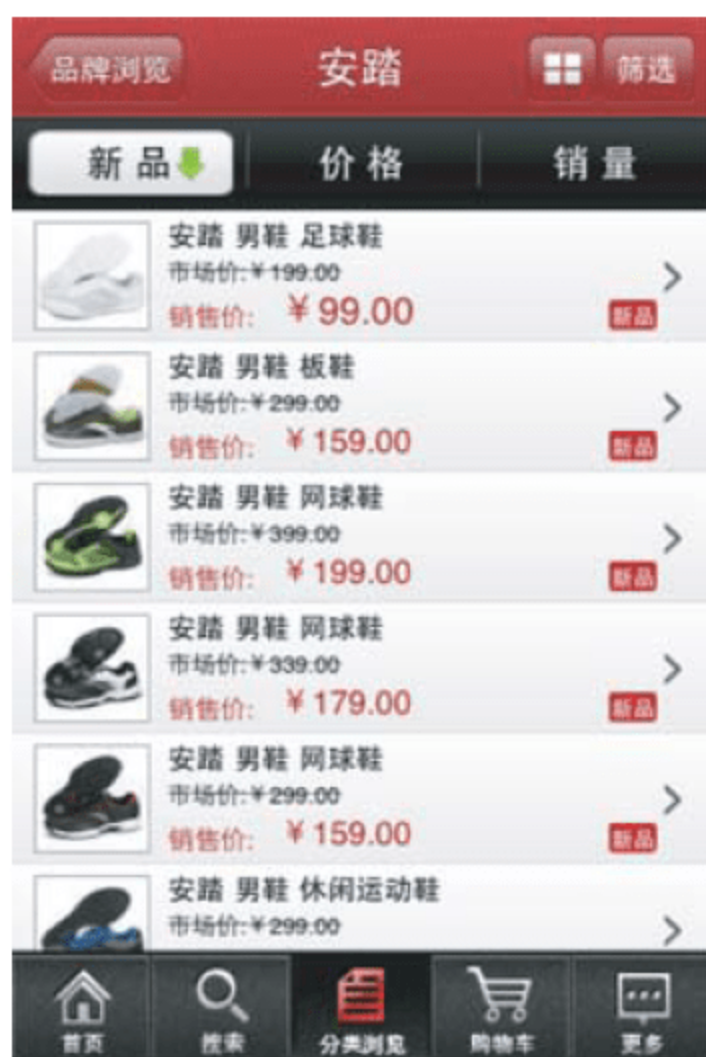 品牌浏览 安踏 筛选
新品 价格 销量
安踏 男鞋 足球鞋
市场价:¥199.00
销售价: ¥99.00
新品
安踏 男鞋 板鞋
市场价:¥299.00
销售价: ¥159.00
新品
安踏 男鞋 网球鞋
市场价:¥399.00
销售价: ¥199.00
新品
安踏 男鞋 网球鞋
市场价:¥339.00
销售价: ¥179.00
新品
安踏 男鞋 网球鞋
市场价:¥299.00
销售价: ¥159.00
新品
安踏 男鞋 休闲运动鞋
市场价:¥299.00
首页 搜索 分类浏览 购物车 更多